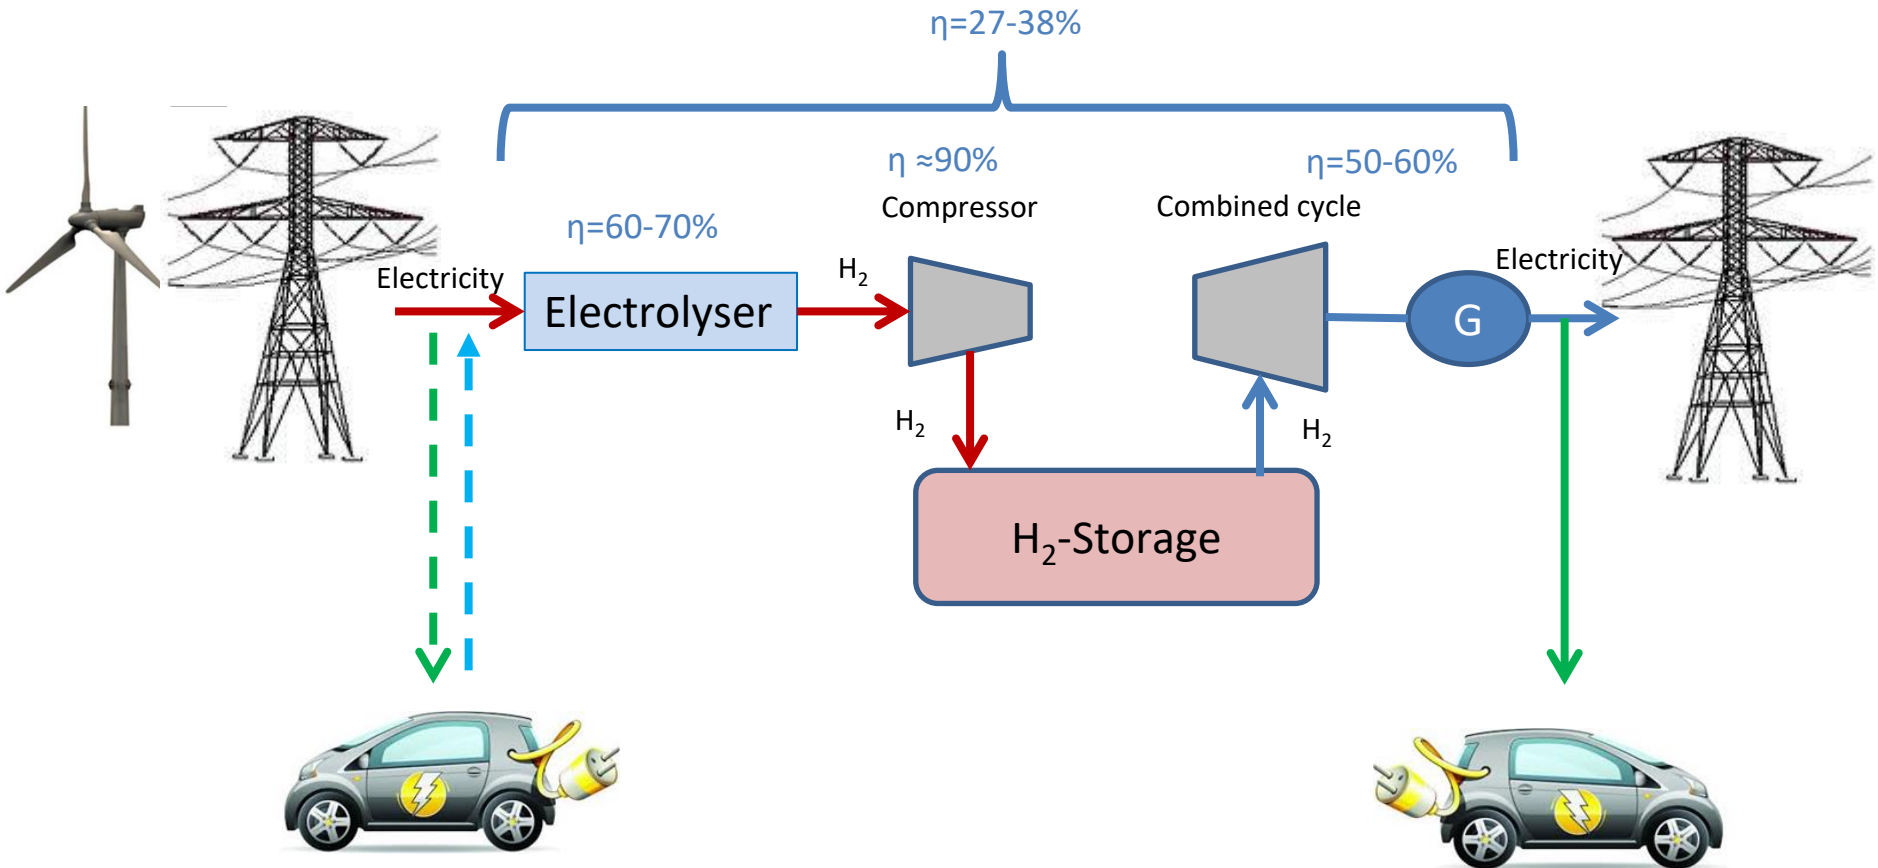 η=27-38%
η ≈90%
η=50-60%
Compressor
Combined cycle
η=60-70%
Electricity
H₂
Electricity
Electrolyser
G
H₂
H₂
H₂-Storage